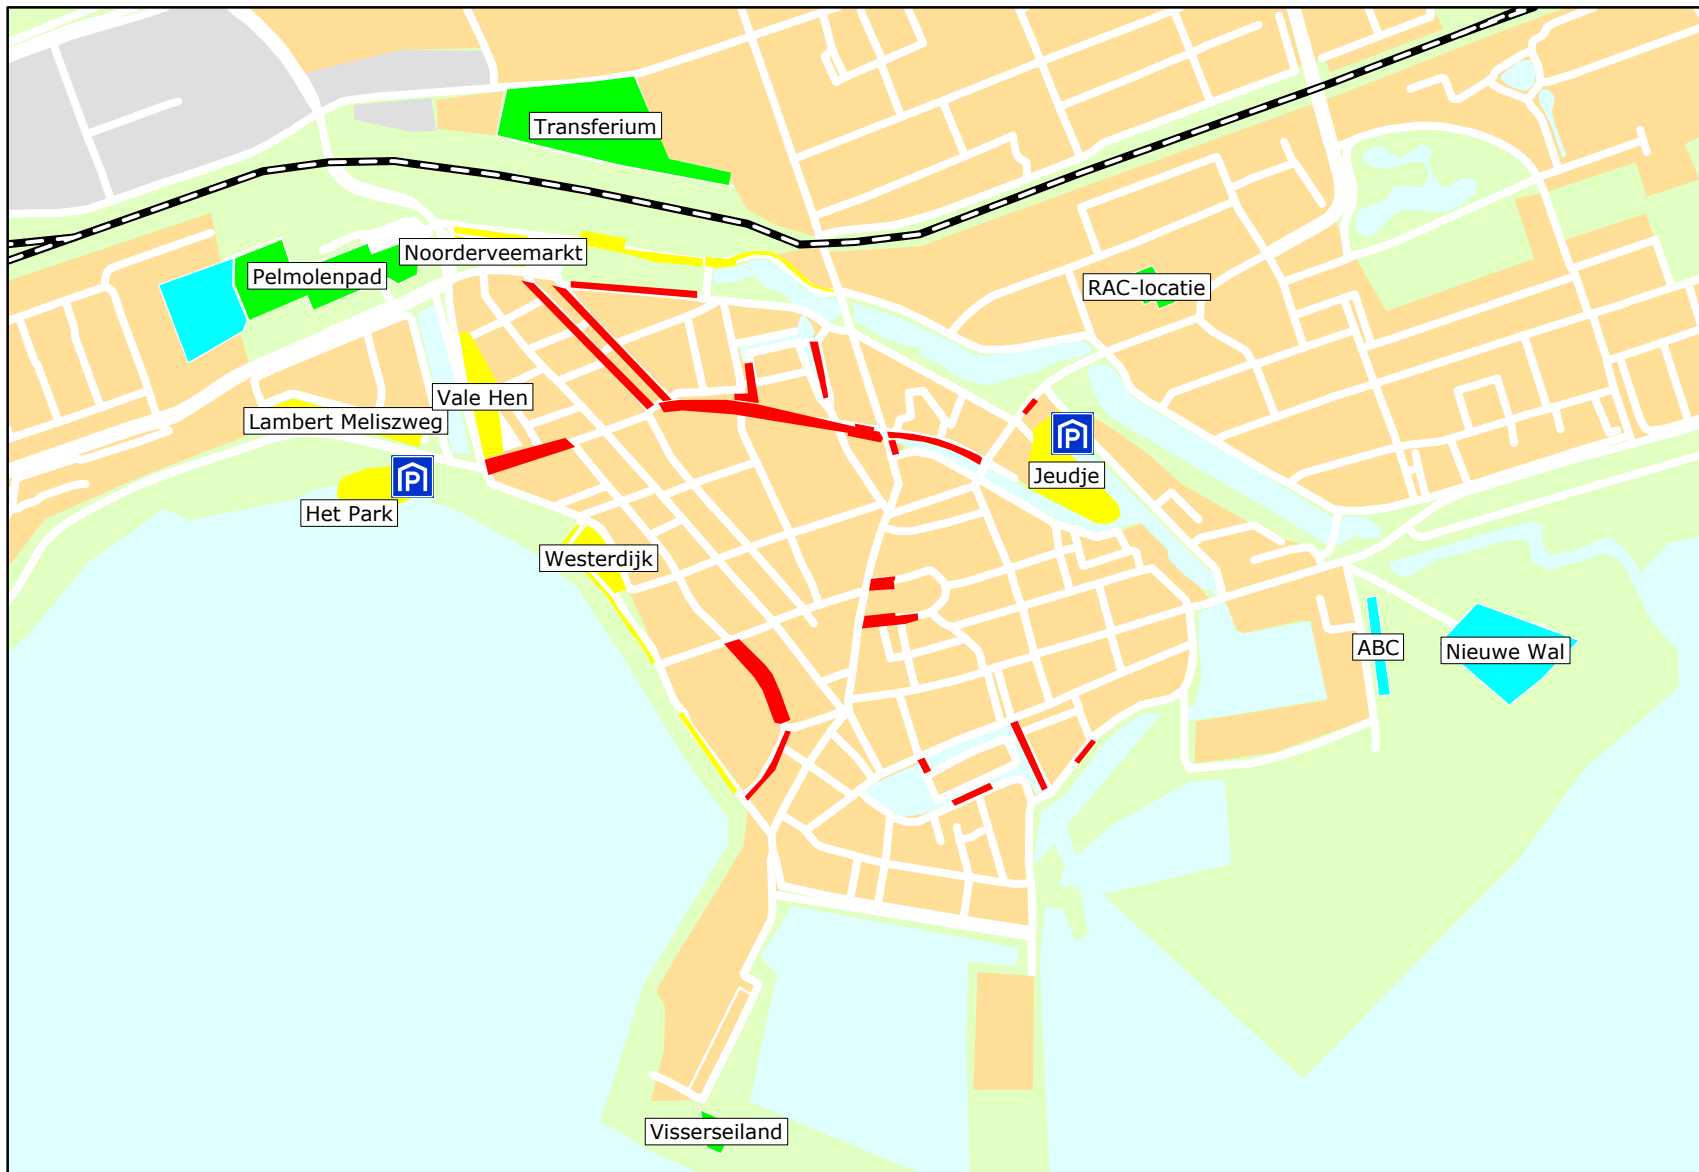 Transferium
Noorderveemarkt
Pelmolenpad
RAC-locatie
Vale Hen
Lambert Meliszweg
P
Jeudje
P
Het Park
Westerdijk
ABC
Nieuwe Wal
Visserseiland